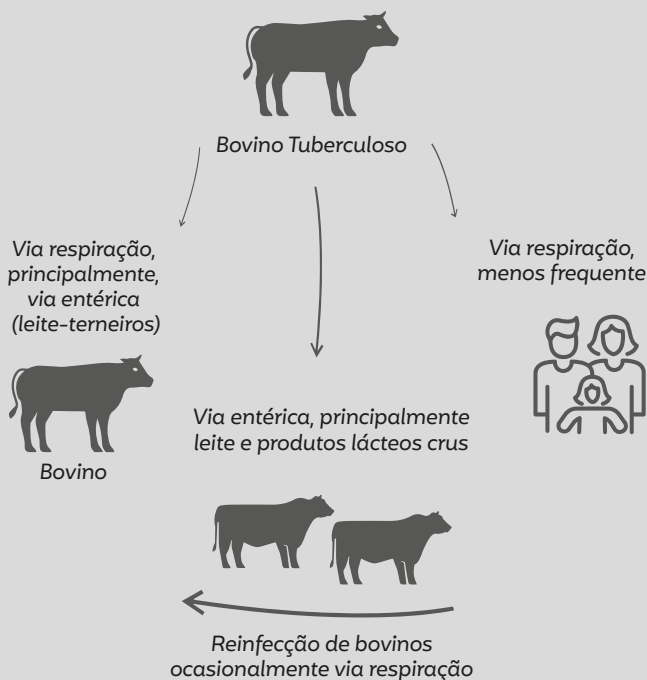 Bovino Tuberculoso
Via respiração,
principalmente,
via entérica
(leite-terneiros)
Via respiração,
menos frequente
Bovino
Via entérica, principalmente
leite e produtos lácteos crus
Reinfecção de bovinos
ocasionalmente via respiração